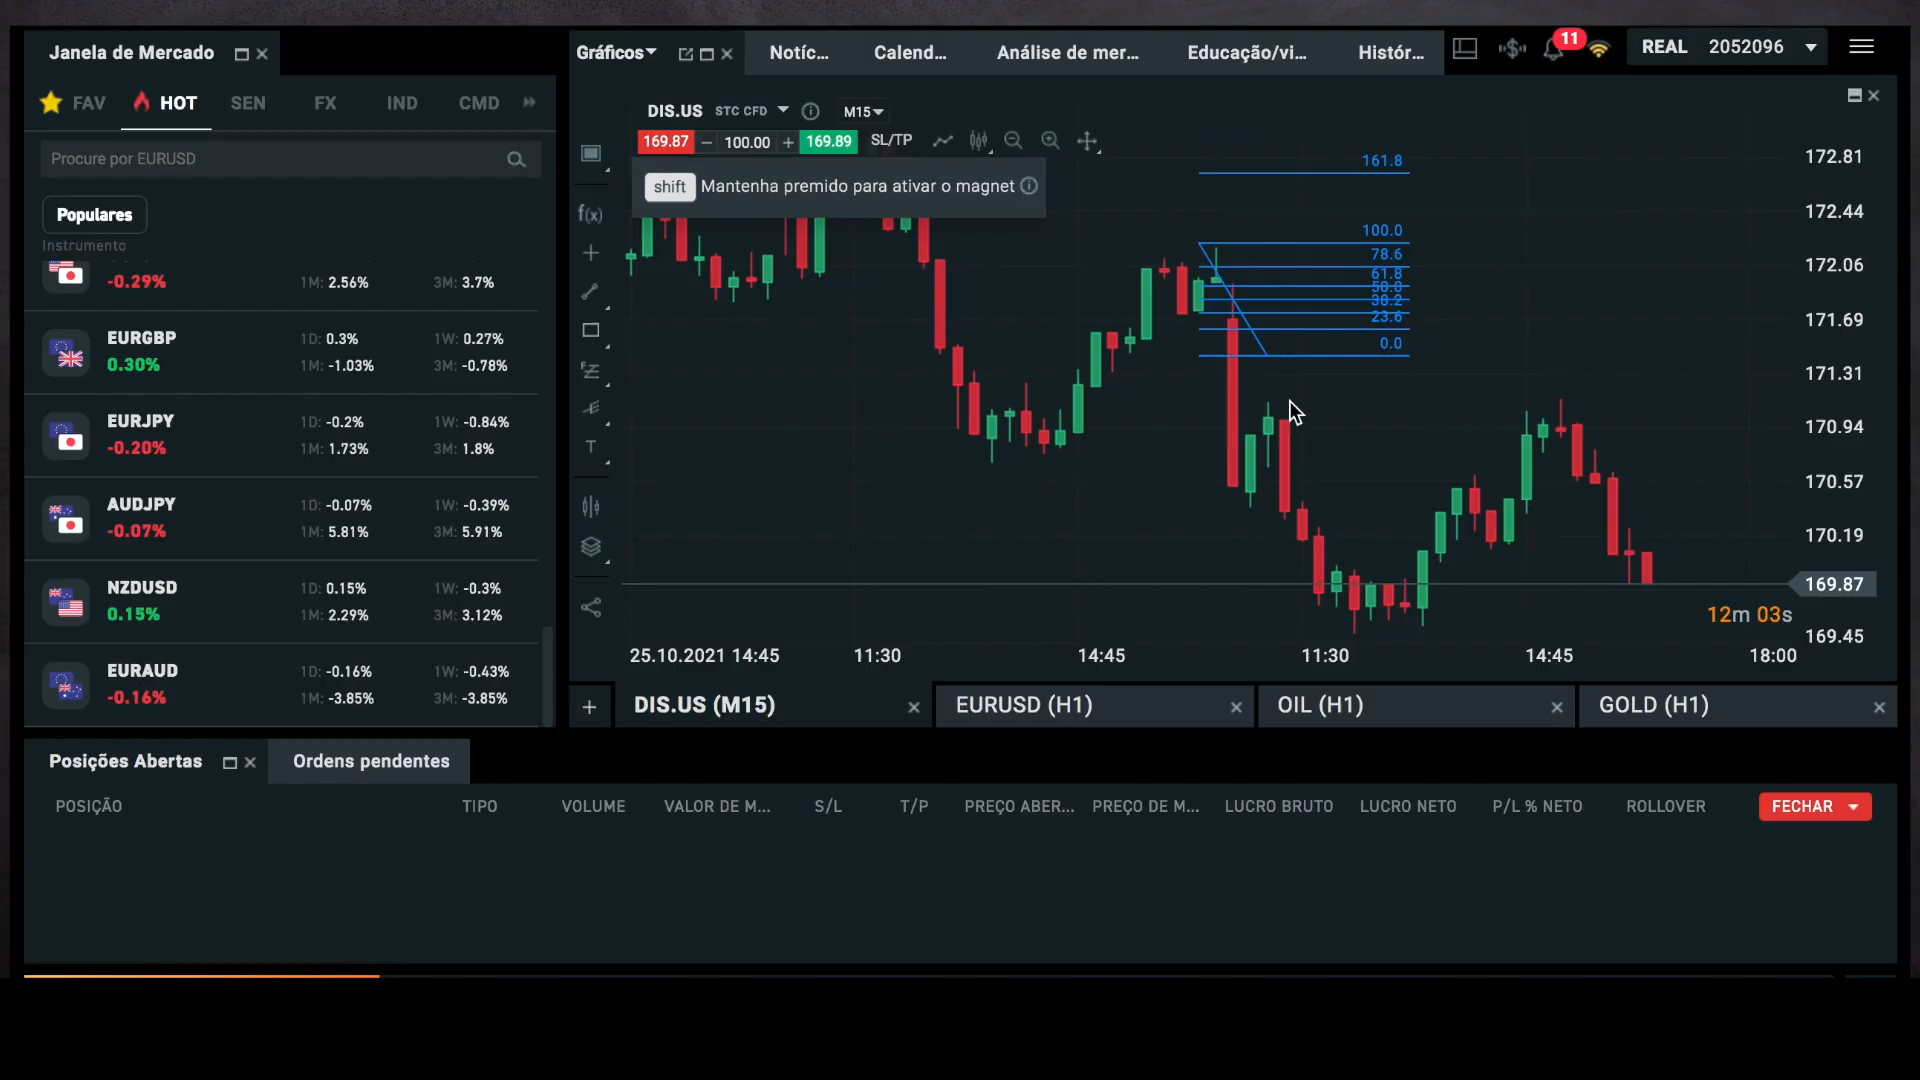 Janela de Mercado
FAV HOT SEN FX IND CMD
Procure por EURUSD
Populares
Instrumento
-0.29% 1M: 2.56% 3M: 3.7%
EURGBP 1D: 0.3% 1W: 0.27%
0.30% 1M: -1.03% 3M: -0.78%
EURJPY 1D: -0.2% 1W: -0.84%
-0.20% 1M: 1.73% 3M: 1.8%
AUDJPY 1D: -0.07% 1W: -0.39%
-0.07% 1M: 5.81% 3M: 5.91%
NZDUSD 1D: 0.15% 1W: -0.3%
0.15% 1M: 2.29% 3M: 3.12%
EURAUD 1D: -0.16% 1W: -0.43%
-0.16% 1M: -3.85% 3M: -3.85%
Gráficos Notíc... Calend... Análise de mer... Educação/vi... Histór... 11 REAL 2052096
DIS.US STC CFD M15
169.87 – 100.00 + 169.89 SL/TP
shift Mantenha premido para ativar o magnet
f(x)
T
161.8
100.0
78.6
61.8
50.0
38.2
23.6
0.0
172.81
172.44
172.06
171.69
171.31
170.94
170.57
170.19
169.87
12m 03s
169.45
25.10.2021 14:45 11:30 14:45 11:30 14:45 18:00
+ DIS.US (M15) EURUSD (H1) OIL (H1) GOLD (H1)
Posições Abertas Ordens pendentes
POSIÇÃO TIPO VOLUME VALOR DE M... S/L T/P PREÇO ABER... PREÇO DE M... LUCRO BRUTO LUCRO NETO P/L % NETO ROLLOVER FECHAR